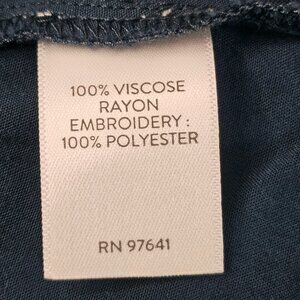 100% VISCOSE
RAYON
EMBROIDERY :
100% POLYESTER
RN 97641